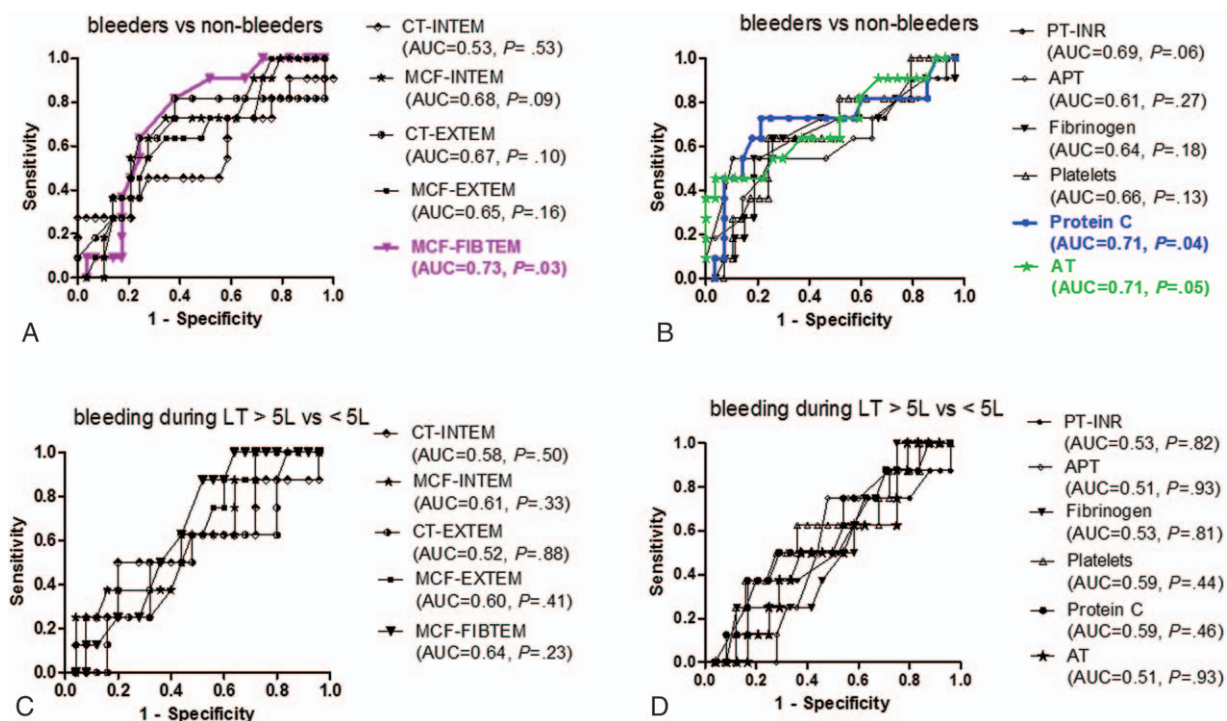 bleeders vs non-bleeders
1.0
0.8
0.6
0.4
0.2
0.0
Sensitivity
0.0 0.2 0.4 0.6 0.8 1.0
1 - Specificity
A
CT-INTEM
(AUC=0.53, P= .53)
MCF-INTEM
(AUC=0.68, P=.09)
CT-EXTEM
(AUC=0.67, P= .10)
MCF-EXTEM
(AUC=0.65, P=.16)
MCF-FIBTEM
(AUC=0.73, P=.03)
bleeders vs non-bleeders
1.0
0.8
0.6
0.4
0.2
0.0
Sensitivity
0.0 0.2 0.4 0.6 0.8 1.0
1 - Specificity
B
PT-INR
(AUC=0.69, P=.06)
APT
(AUC=0.61, P=.27)
Fibrinogen
(AUC=0.64, P=.18)
Platelets
(AUC=0.66, P=.13)
Protein C
(AUC=0.71, P=.04)
AT
(AUC=0.71, P=.05)
bleeding during LT > 5L vs < 5L
1.0
0.8
0.6
0.4
0.2
0.0
Sensitivity
0.0 0.2 0.4 0.6 0.8 1.0
1 - Specificity
C
CT-INTEM
(AUC=0.58, P=.50)
MCF-INTEM
(AUC=0.61, P=.33)
CT-EXTEM
(AUC=0.52, P=.88)
MCF-EXTEM
(AUC=0.60, P=.41)
MCF-FIBTEM
(AUC=0.64, P=.23)
bleeding during LT > 5L vs < 5L
1.0
0.8
0.6
0.4
0.2
0.0
Sensitivity
0.0 0.2 0.4 0.6 0.8 1.0
1 - Specificity
D
PT-INR
(AUC=0.53, P=.82)
APT
(AUC=0.51, P=.93)
Fibrinogen
(AUC=0.53, P=.81)
Platelets
(AUC=0.59, P=.44)
Protein C
(AUC=0.59, P=.46)
AT
(AUC=0.51, P=.93)